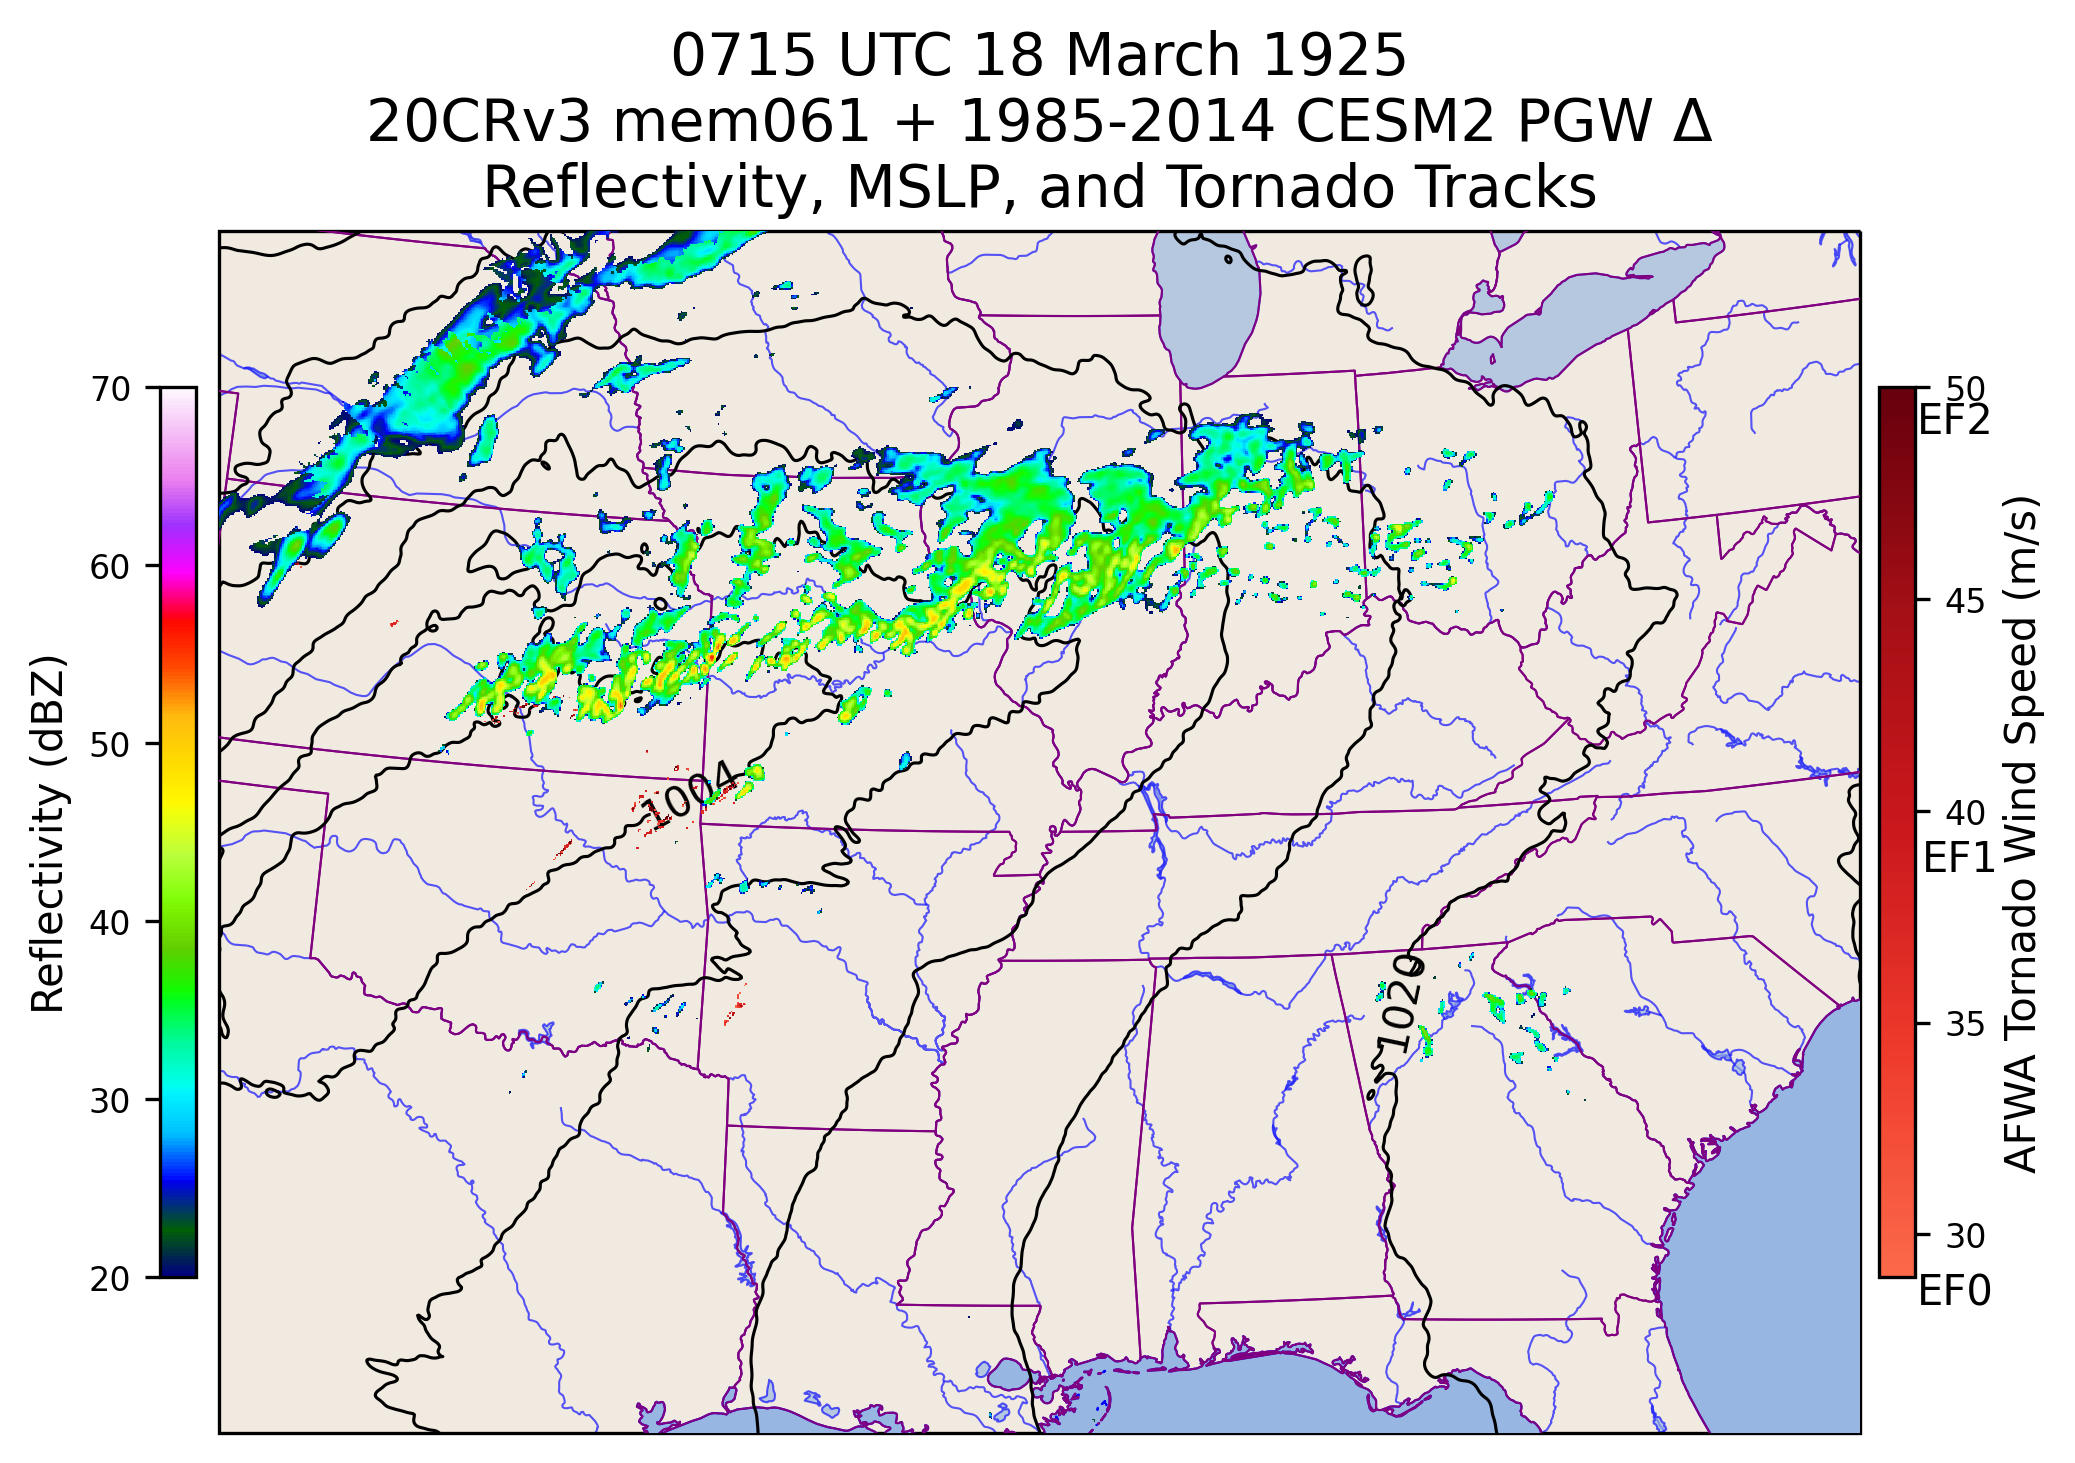 0715 UTC 18 March 1925
20CRv3 mem061 + 1985-2014 CESM2 PGW Δ
Reflectivity, MSLP, and Tornado Tracks
70
60
50
40
30
20
Reflectivity (dBZ)
1004
1020
50
EF2
45
40
EF1
35
30
EF0
AFWA Tornado Wind Speed (m/s)